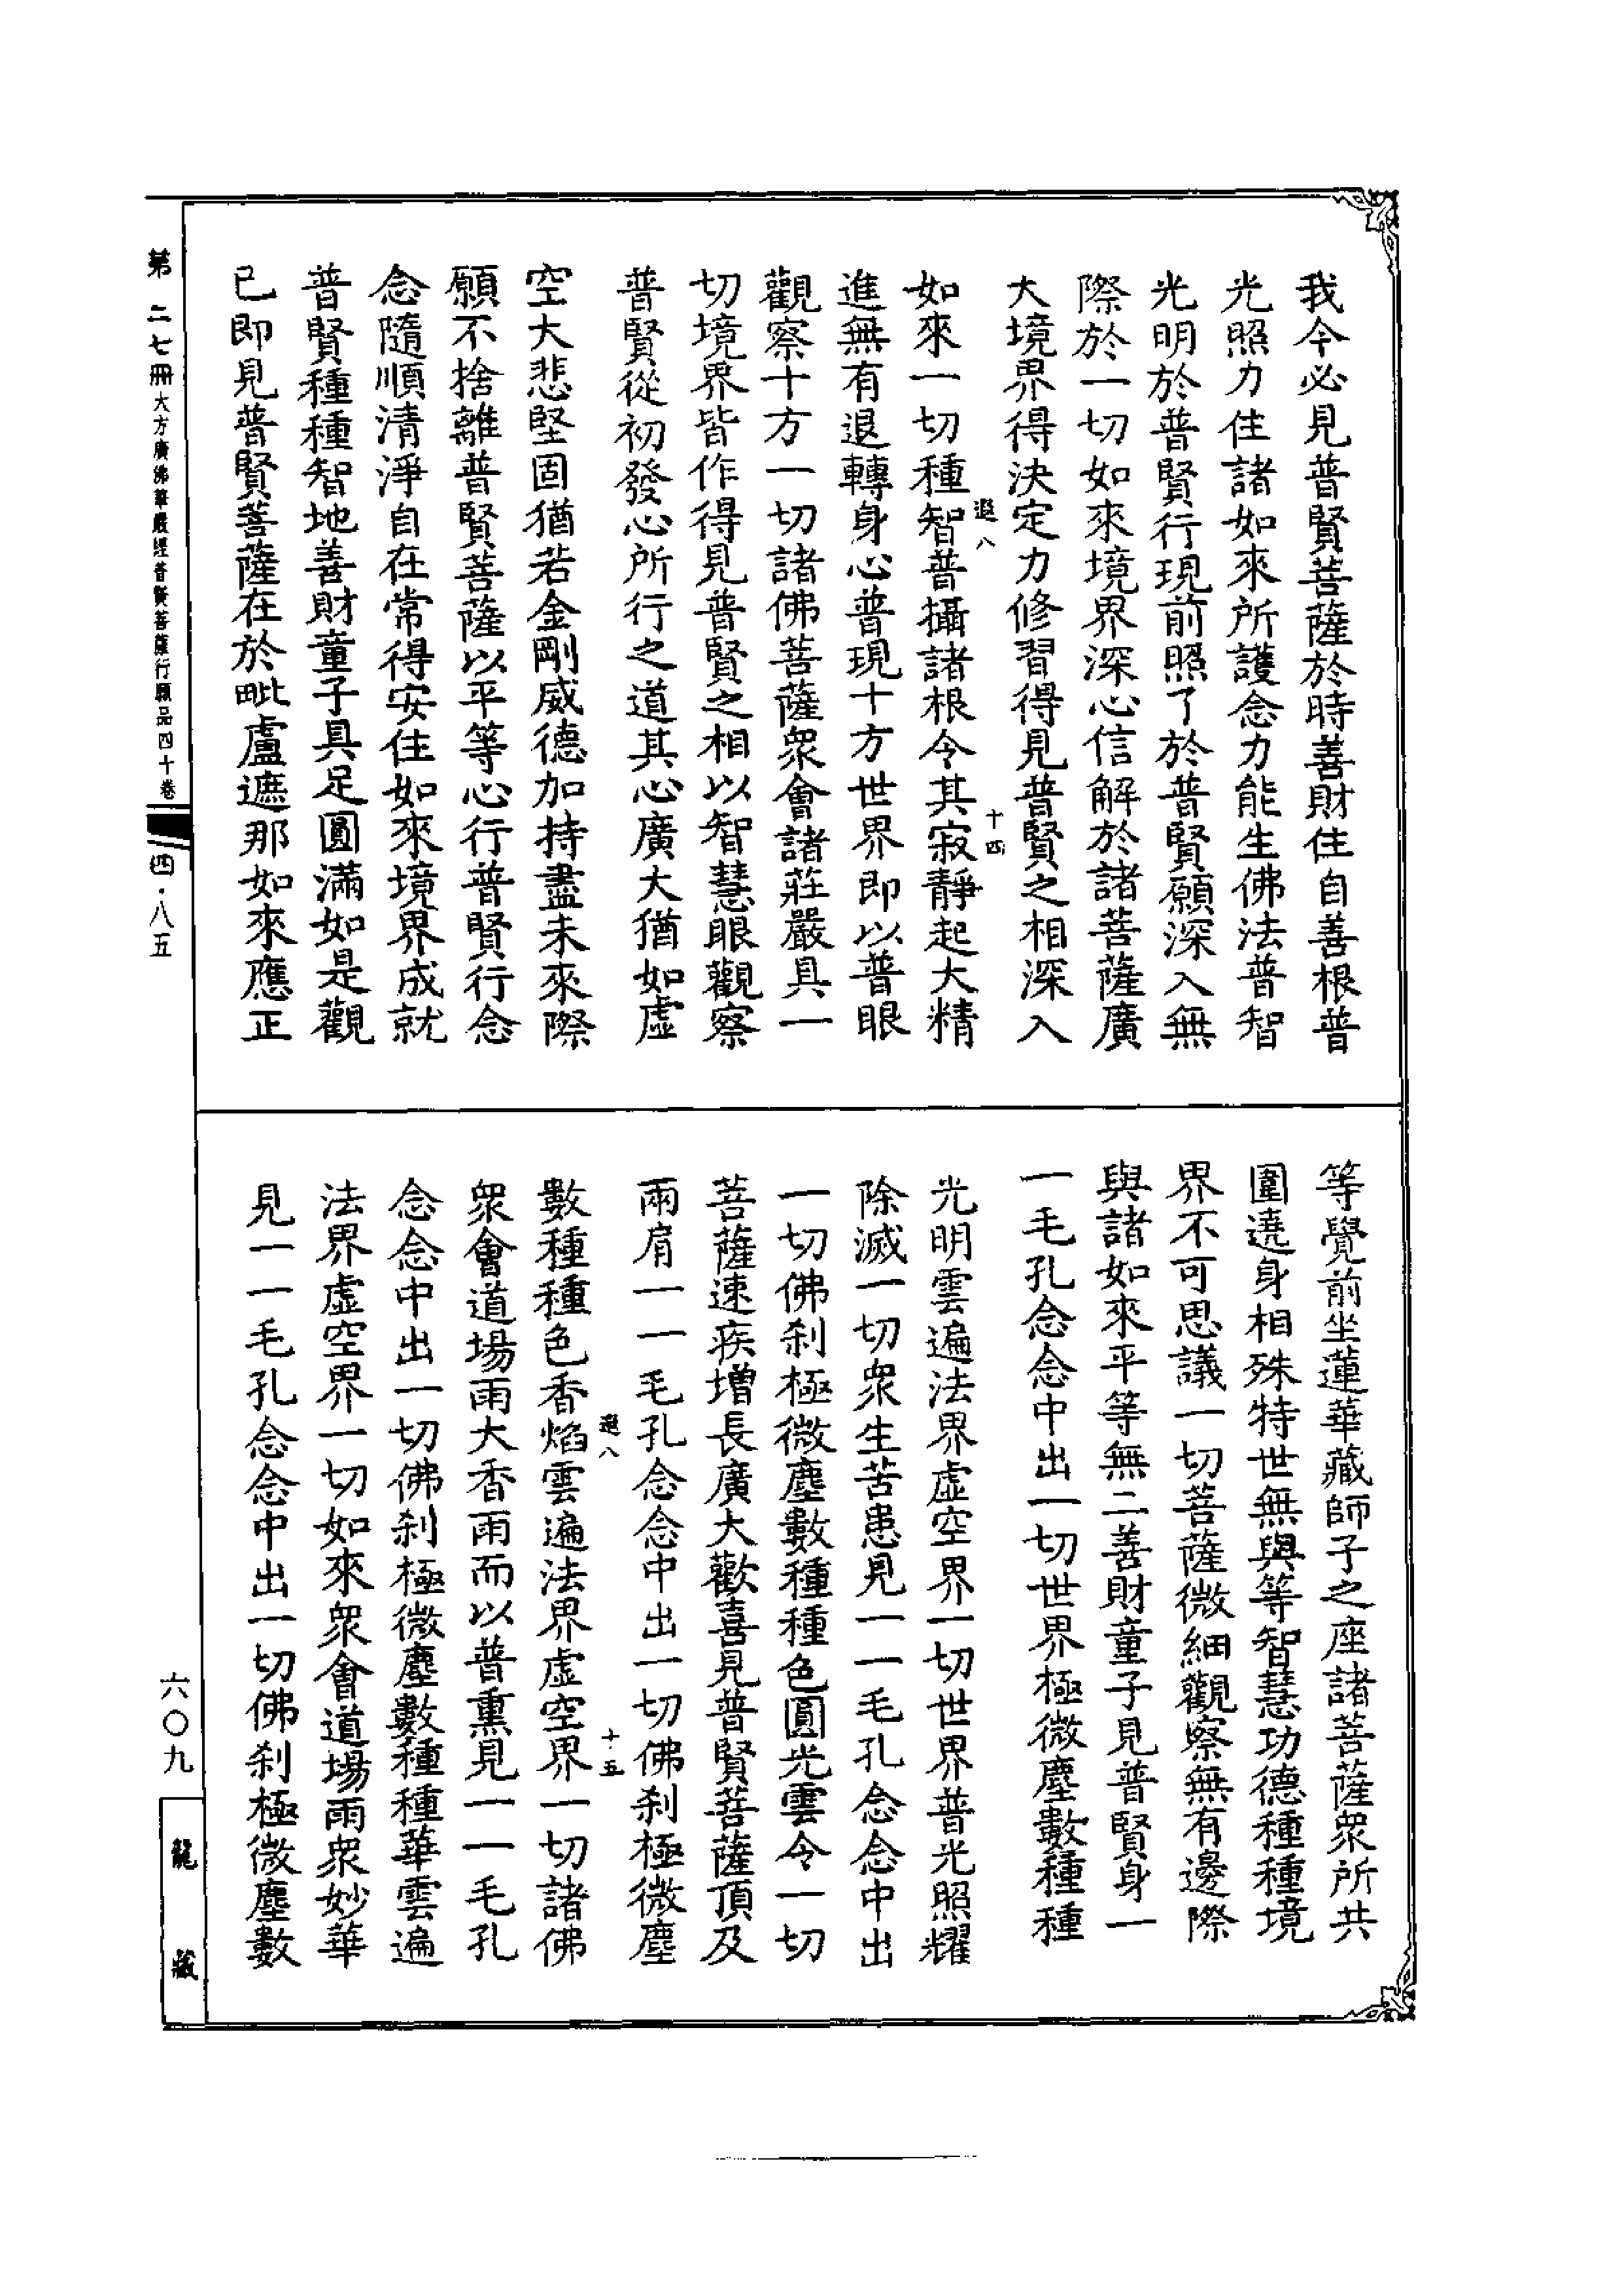 我今必見普賢菩薩於時善財住自善根普
光照力住諸如來所護念力能生佛法普智
光明於普賢行現前照了於普賢願深入無
際於一切如來境界深心信解於諸菩薩廣
大境界得決定力修習得見普賢之相深入
遐八
十四
如來一切種智普攝諸根令其寂靜起大精
進無有退轉身心普現十方世界即以普眼
觀察十方一切諸佛菩薩眾會諸莊嚴具一
切境界皆作得見普賢之相以智慧眼觀察
普賢從初發心所行之道其心廣大猶如虛
空大悲堅固猶若金剛威德加持盡未來際
願不捨離普賢菩薩以平等心行普賢行念
念隨順清淨自在常得安住如來境界成就
普賢種種智地善財童子具足圓滿如是觀
已即見普賢菩薩在於毗盧遮那如來應正
等覺前坐蓮華藏師子之座諸菩薩眾所共
圍遶身相殊特世無與等智慧功德種種境
界不可思議一切菩薩微細觀察無有邊際
與諸如來平等無二善財童子見普賢身一
一毛孔念念中出一切世界極微塵數種種
光明雲遍法界虛空界一切世界普光照耀
除滅一切眾生苦患見一一毛孔念念中出
一切佛剎極微塵數種種色圓光雲令一切
菩薩速疾增長廣大歡喜見普賢菩薩頂及
兩肩一一毛孔念念中出一切佛剎極微塵
遐八
十五
數種種色香焰雲遍法界虛空界一切諸佛
眾會道場雨大香雨而以普熏見一一毛孔
念念中出一切佛剎極微塵數種種華雲遍
法界虛空界一切如來眾會道場雨眾妙華
見一一毛孔念念中出一切佛剎極微塵數
第二七冊 大方廣佛華嚴經普賢菩薩行願品四十卷 四·八五
六〇九
龍藏